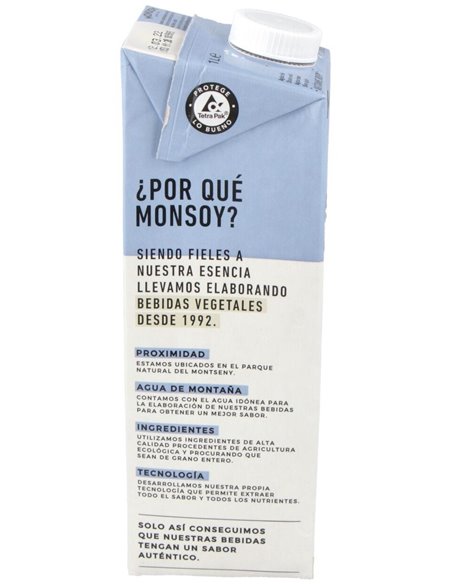 1Le
PROTEGE
Tetra Pak®
LO BUENO
¿POR QUÉ
MONSOY?
SIENDO FIELES A
NUESTRA ESENCIA
LLEVAMOS ELABORANDO
BEBIDAS VEGETALES
DESDE 1992.
PROXIMIDAD
ESTAMOS UBICADOS EN EL PARQUE
NATURAL DEL MONTSENY.
AGUA DE MONTAÑA
CONTAMOS CON EL AGUA IDÓNEA PARA
LA ELABORACIÓN DE NUESTRAS BEBIDAS
PARA OBTENER UN MEJOR SABOR.
INGREDIENTES
UTILIZAMOS INGREDIENTES DE ALTA
CALIDAD PROCEDENTES DE AGRICULTURA
ECOLÓGICA Y PROCURANDO QUE
SEAN DE GRANO ENTERO.
TECNOLOGÍA
DESARROLLAMOS NUESTRA PROPIA
TECNOLOGÍA QUE PERMITE EXTRAER
TODO EL SABOR Y TODOS LOS NUTRIENTES.
SOLO ASÍ CONSEGUIMOS
QUE NUESTRAS BEBIDAS
TENGAN UN SABOR
AUTÉNTICO.